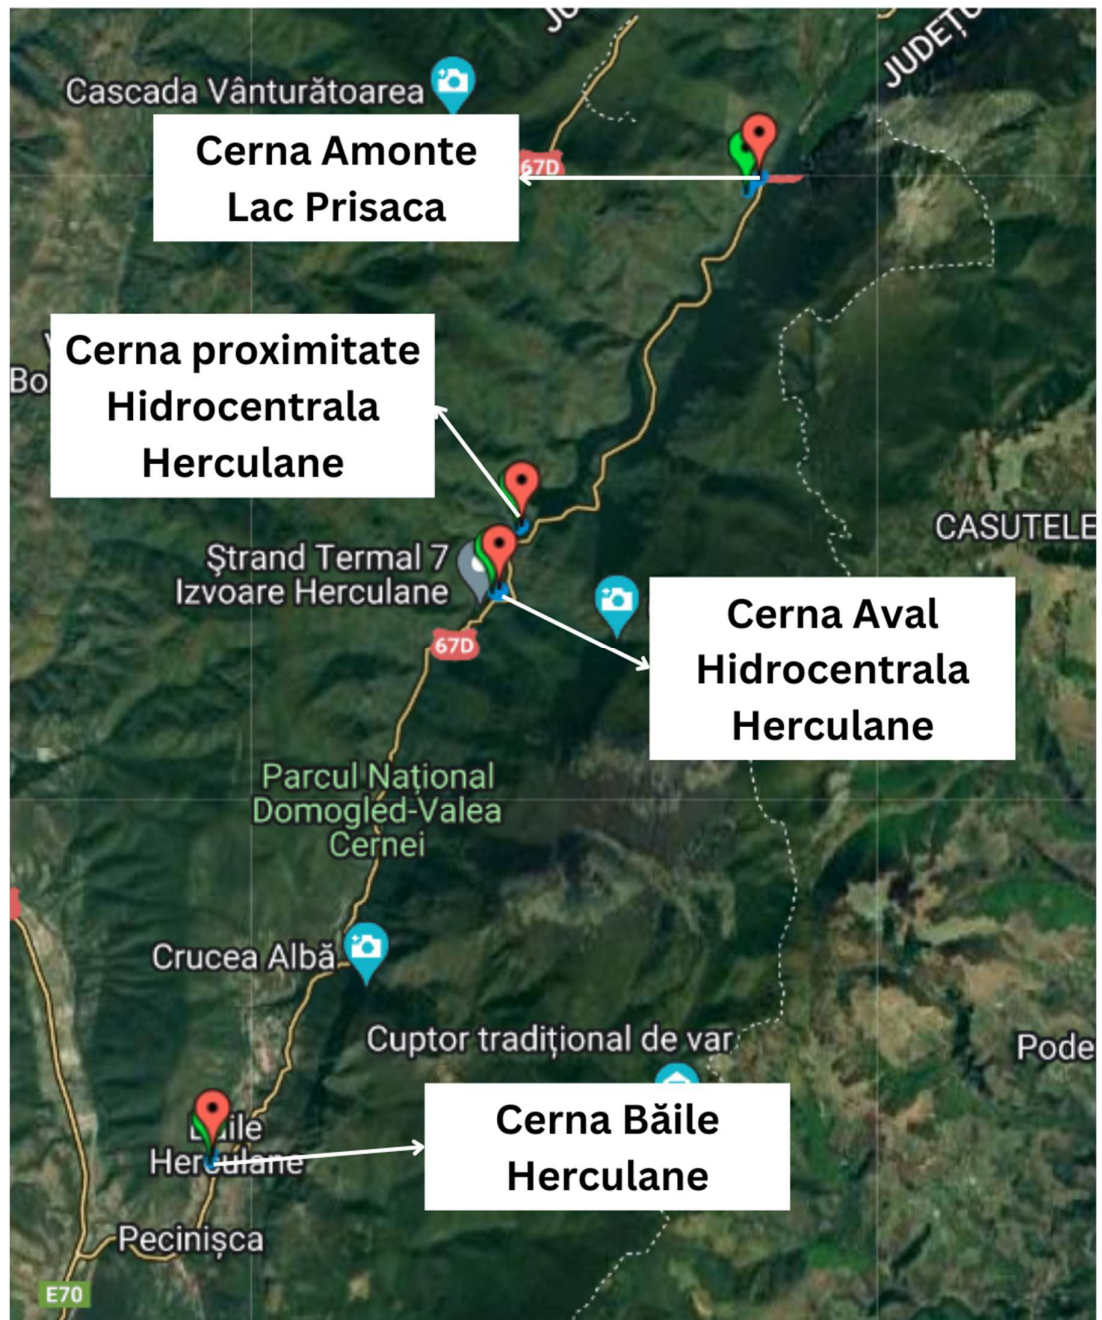 JUDEȚU
Cascada Vânturătoarea
Cerna Amonte
Lac Prisaca
67D
Cerna proximitate
Hidrocentrala
Herculane
Bo
CASUTELE
Ștrand Termal 7
Izvoare Herculane
Cerna Aval
Hidrocentrala
Herculane
67D
Parcul Național
Domogled-Valea
Cernei
Crucea Albă
Cuptor tradițional de var
Pode
Cerna Băile
Herculane
Herculane
Pecinișca
E70